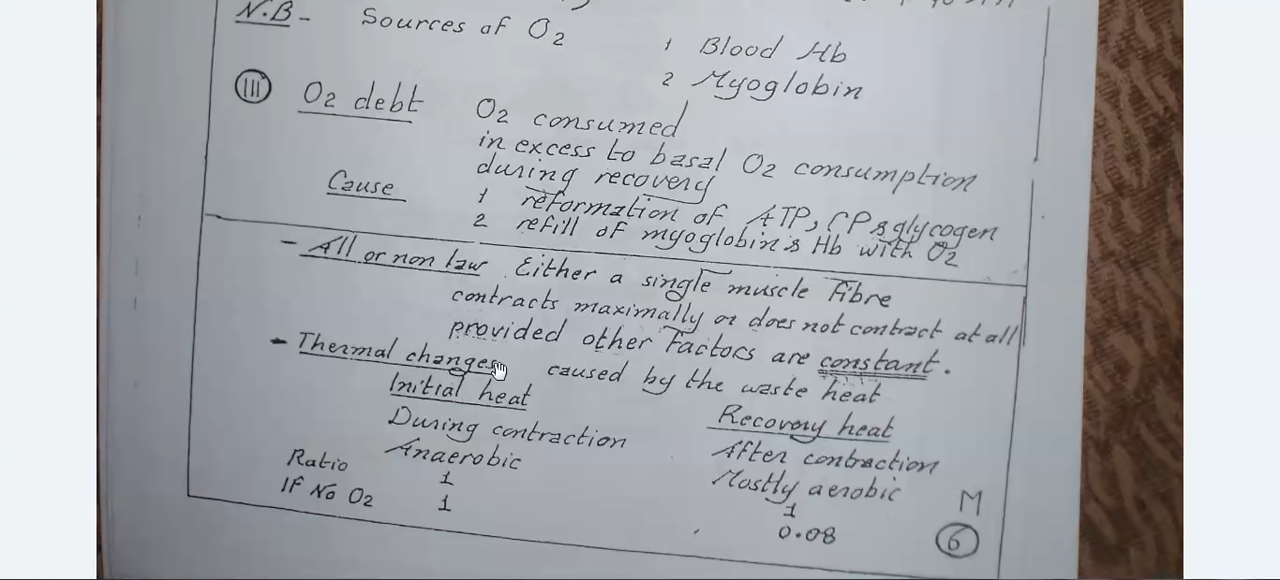 N.B - Sources of O2
1 Blood Hb
2 Myoglobin
III O2 debt O2 consumed
in excess to basal O2 consumption
during recovery
Cause 1 reformation of ATP, CP & glycogen
2 refill of myoglobin & Hb with O2
- All or non law Either a single muscle fibre
contracts maximally or does not contract at all
provided other factors are constant.
- Thermal changes caused by the waste heat
Initial heat Recovery heat
During contraction After contraction
Anaerobic Mostly aerobic
Ratio 1 1
IF No O2 1 0.08
M
6